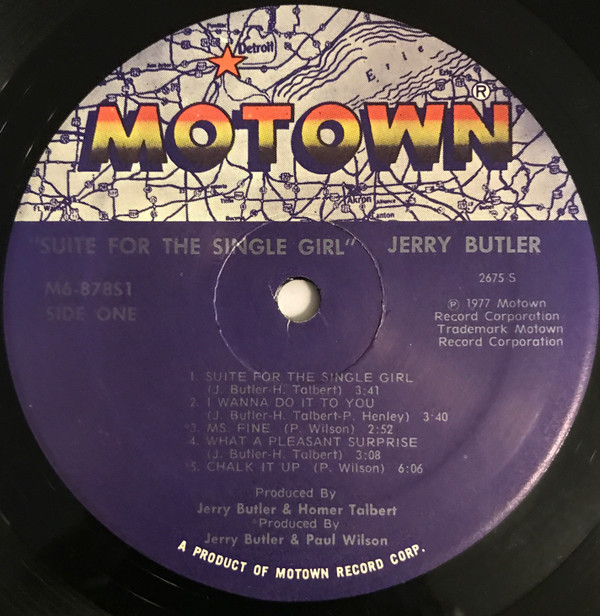 Detroit
Erie
Erie
MOTOWN®
Akron
Canton
"SUITE FOR THE SINGLE GIRL" JERRY BUTLER
M6-878S1
2675 S
SIDE ONE
℗ 1977 Motown
Record Corporation
Trademark Motown
Record Corporation
1. SUITE FOR THE SINGLE GIRL
(J. Butler-H. Talbert) 3:41
2. I WANNA DO IT TO YOU
(J. Butler-H. Talbert-P. Henley) 3:40
3. MS. FINE (P. Wilson) 2:52
4. WHAT A PLEASANT SURPRISE
(J. Butler-H. Talbert) 3:08
5. CHALK IT UP (P. Wilson) 6:06
Produced By
Jerry Butler & Homer Talbert
*Produced By
Jerry Butler & Paul Wilson
A PRODUCT OF MOTOWN RECORD CORP.